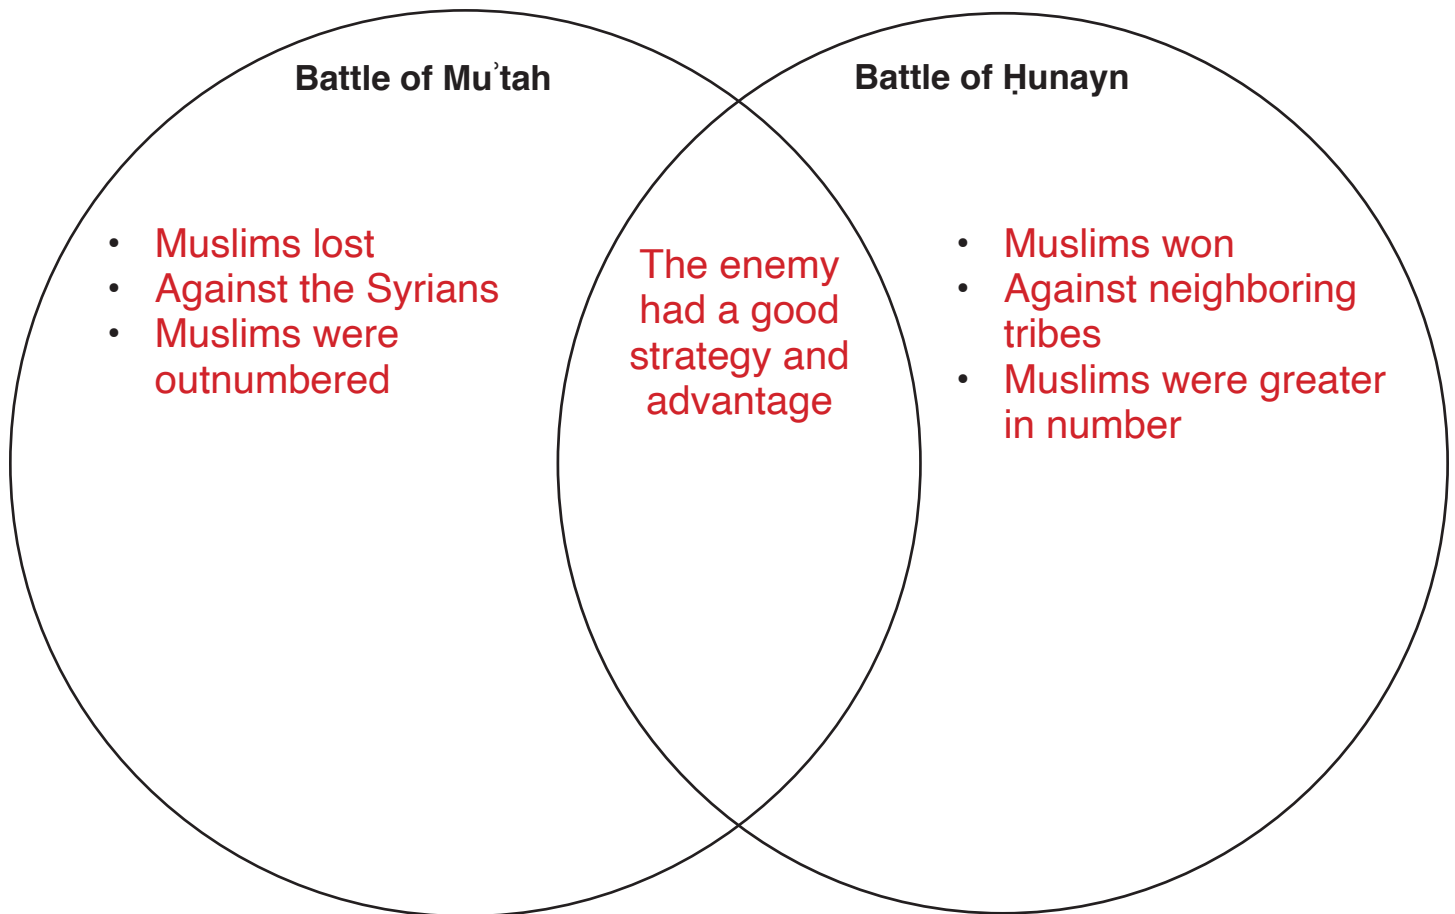 Battle of Muʾtah
Battle of Ḥunayn
• Muslims lost
• Against the Syrians
• Muslims were
outnumbered
The enemy
had a good
strategy and
advantage
• Muslims won
• Against neighboring
tribes
• Muslims were greater
in number